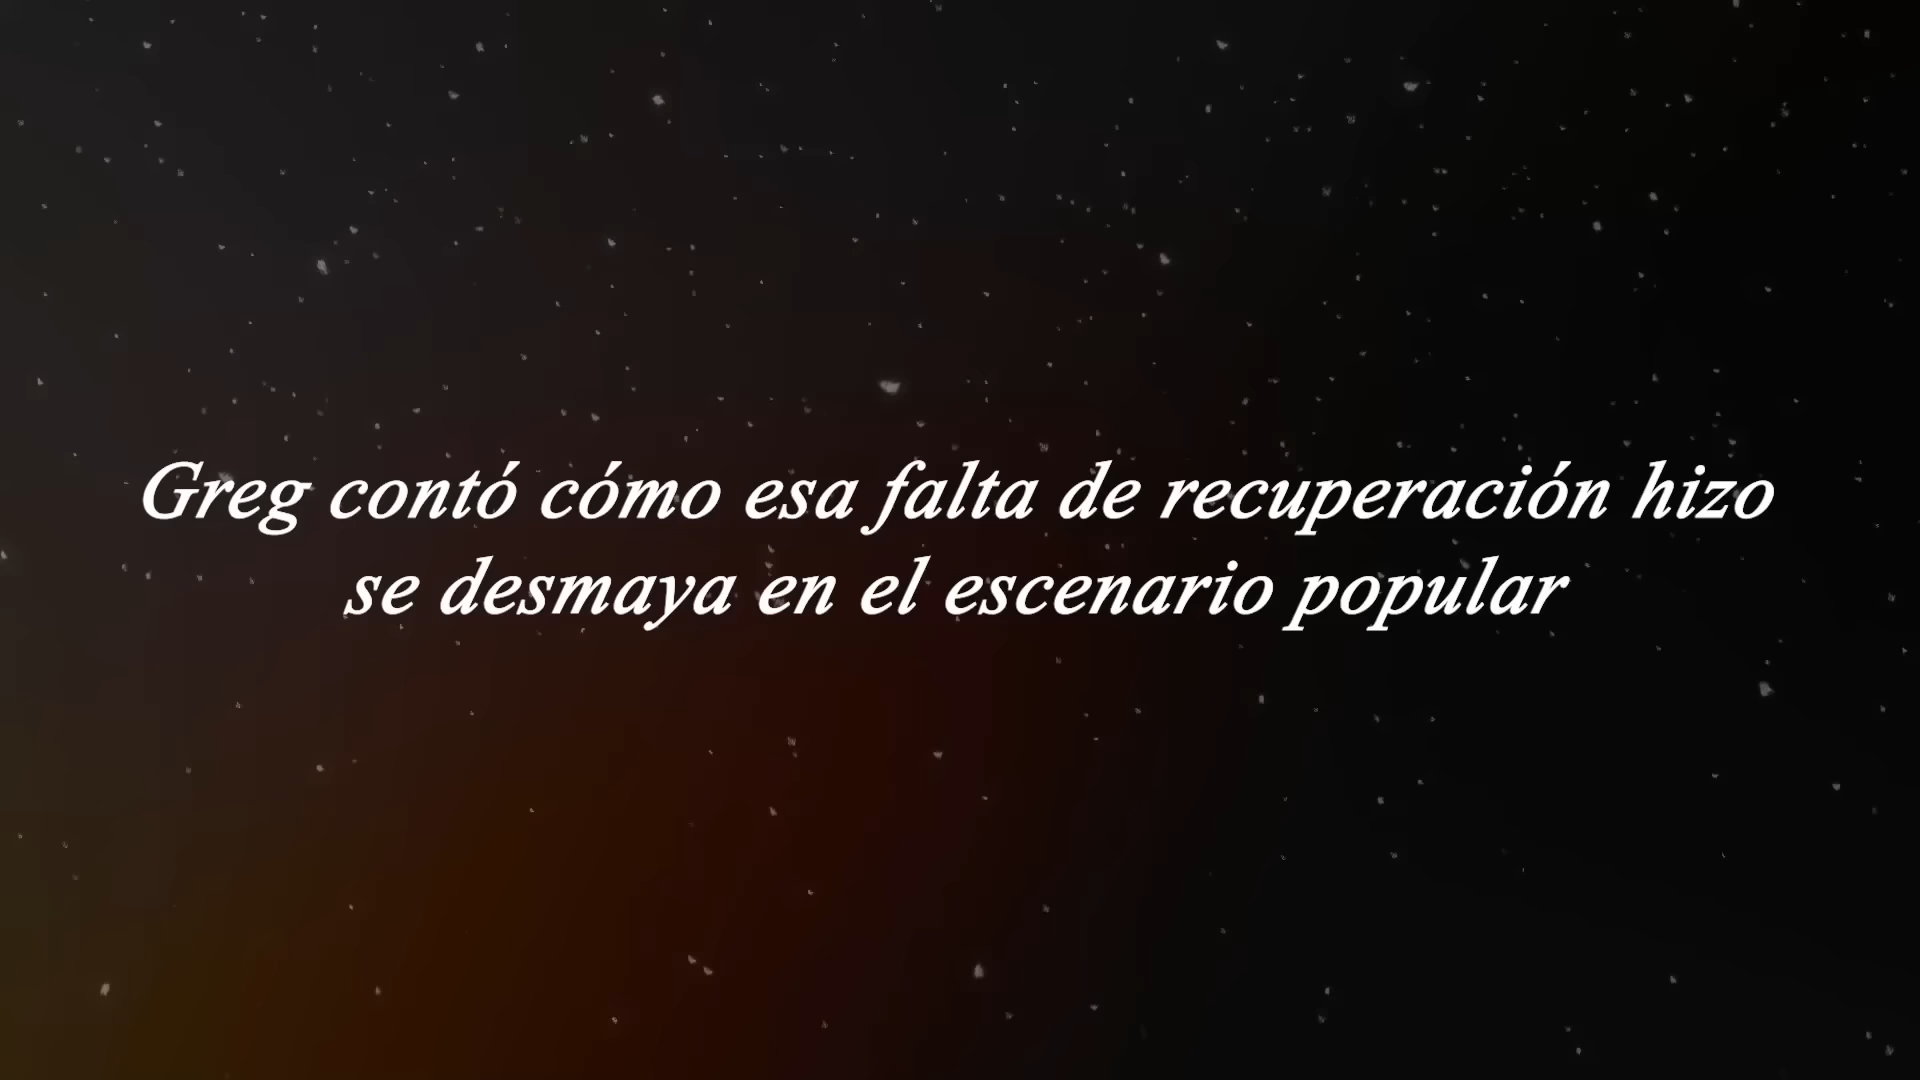 Greg contó cómo esa falta de recuperación hizo
se desmaya en el escenario popular